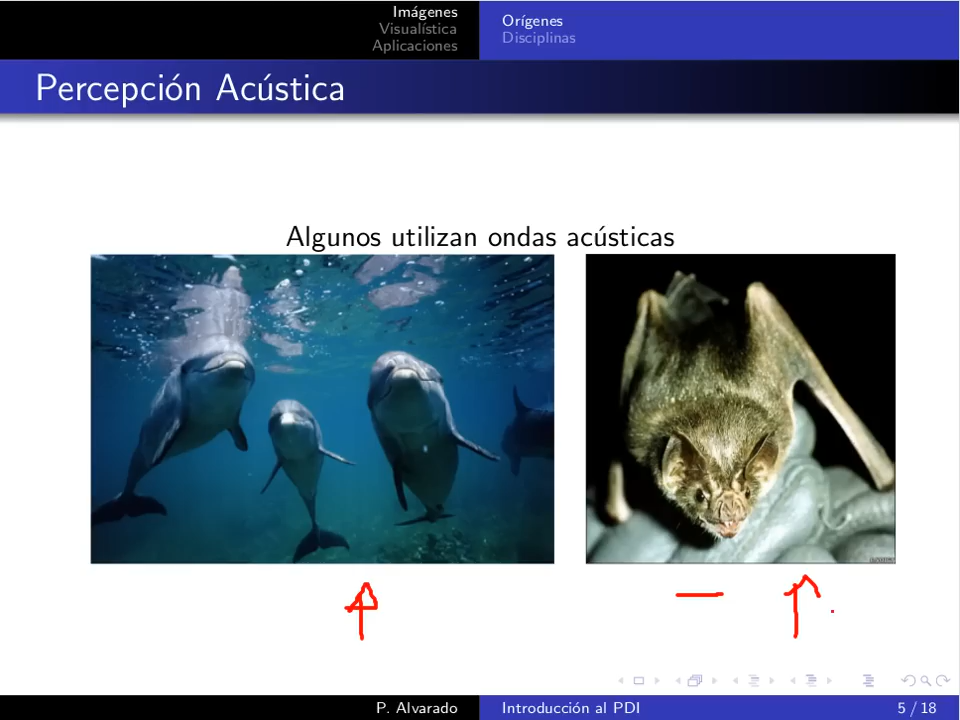 Imágenes
Visualística
Aplicaciones
Orígenes
Disciplinas
Percepción Acústica
Algunos utilizan ondas acústicas
P. Alvarado
Introducción al PDI
5 / 18